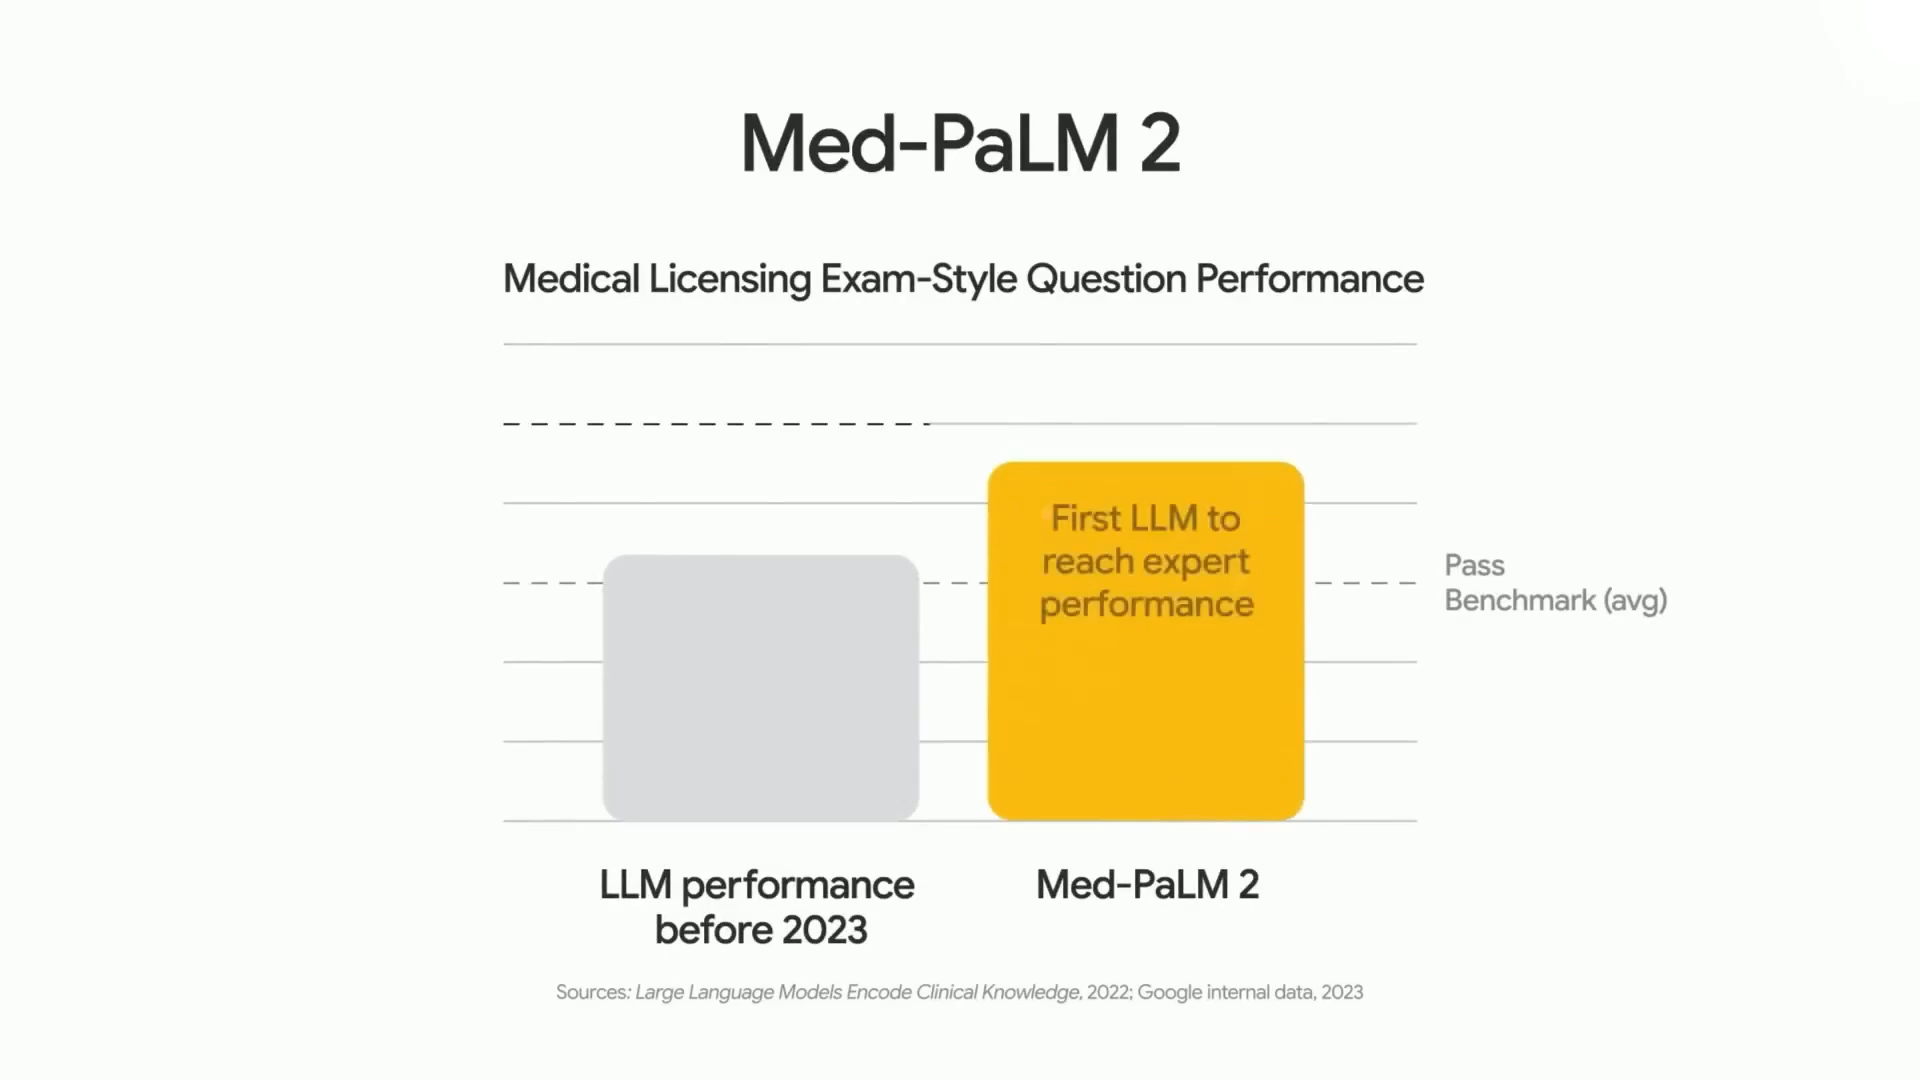 Med-PaLM 2
Medical Licensing Exam-Style Question Performance
First LLM to
reach expert
performance
Pass
Benchmark (avg)
LLM performance
before 2023
Med-PaLM 2
Sources: Large Language Models Encode Clinical Knowledge, 2022; Google internal data, 2023